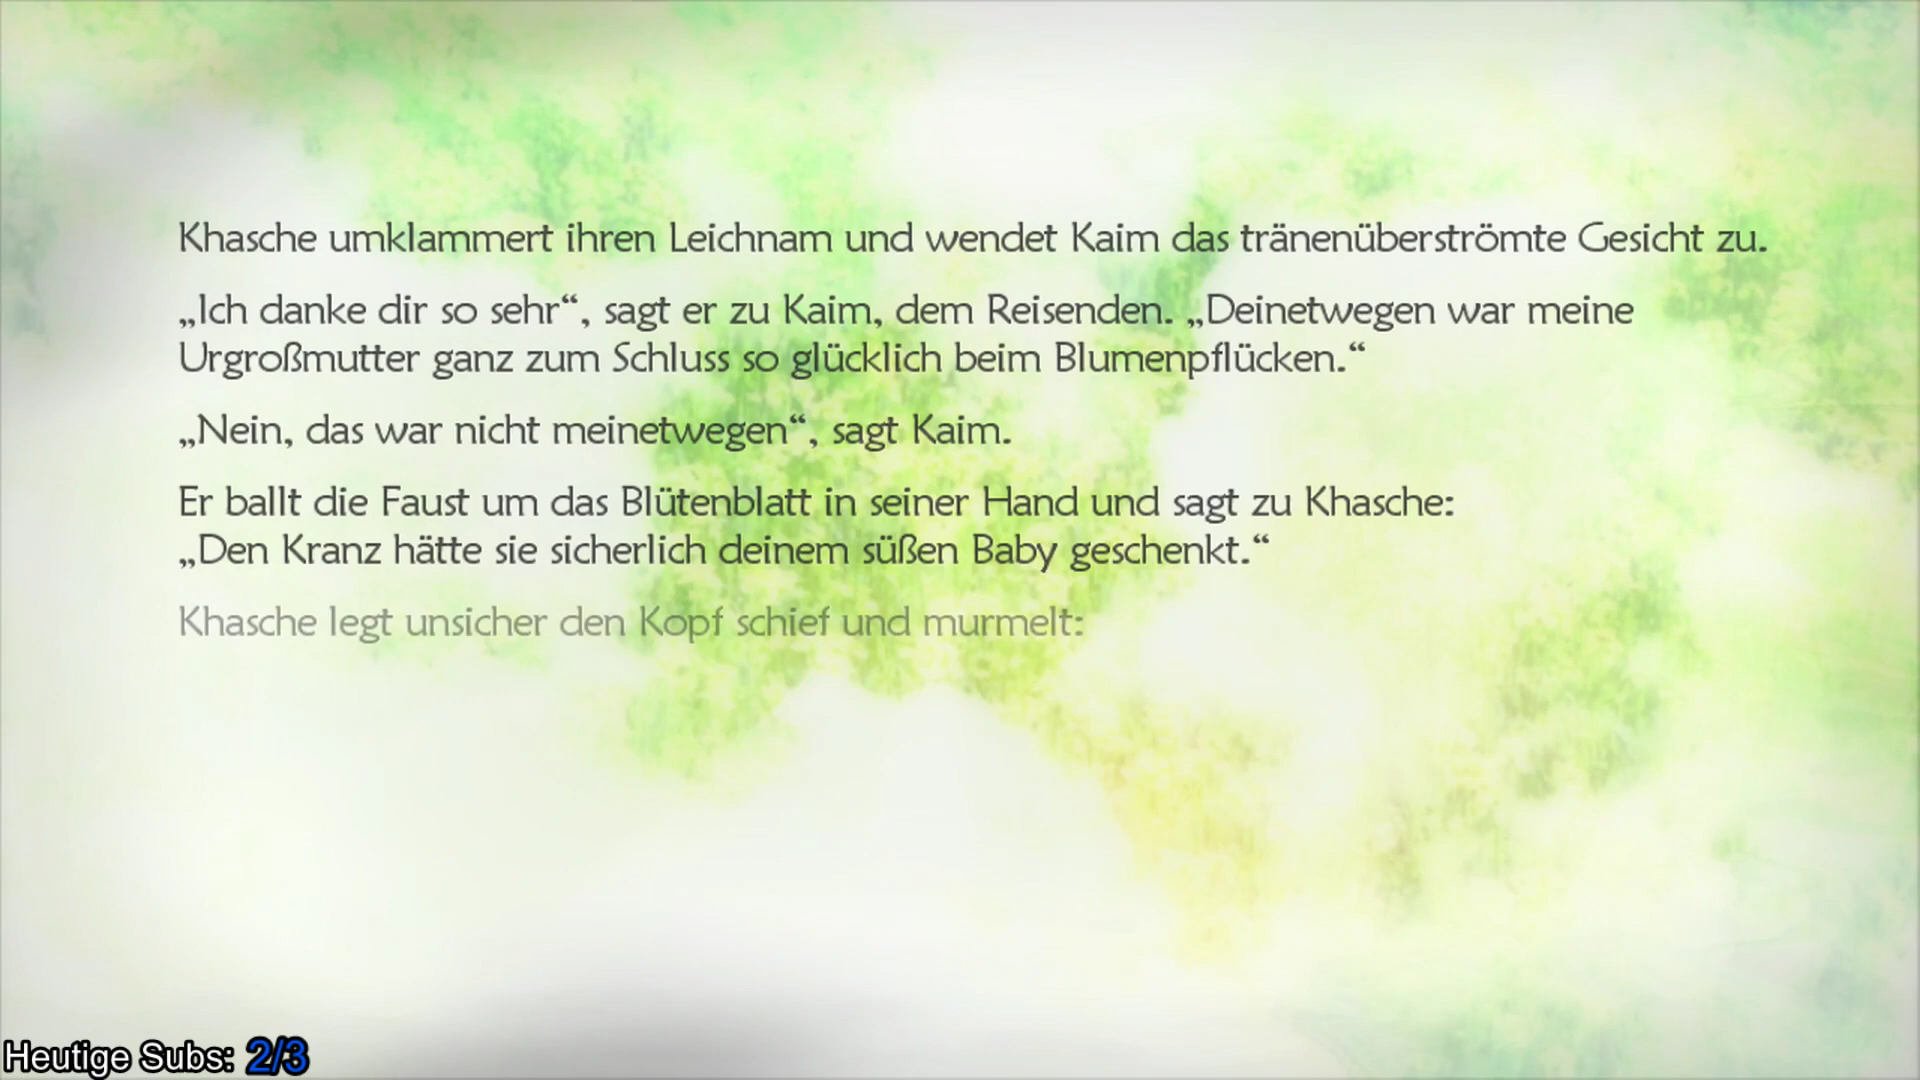 Khasche umklammert ihren Leichnam und wendet Kaim das tränenüberströmte Gesicht zu.
„Ich danke dir so sehr“, sagt er zu Kaim, dem Reisenden. „Deinetwegen war meine
Urgroßmutter ganz zum Schluss so glücklich beim Blumenpflücken.“
„Nein, das war nicht meinetwegen“, sagt Kaim.
Er ballt die Faust um das Blütenblatt in seiner Hand und sagt zu Khasche:
„Den Kranz hätte sie sicherlich deinem süßen Baby geschenkt.“
Khasche legt unsicher den Kopf schief und murmelt:
Heutige Subs: 2/3